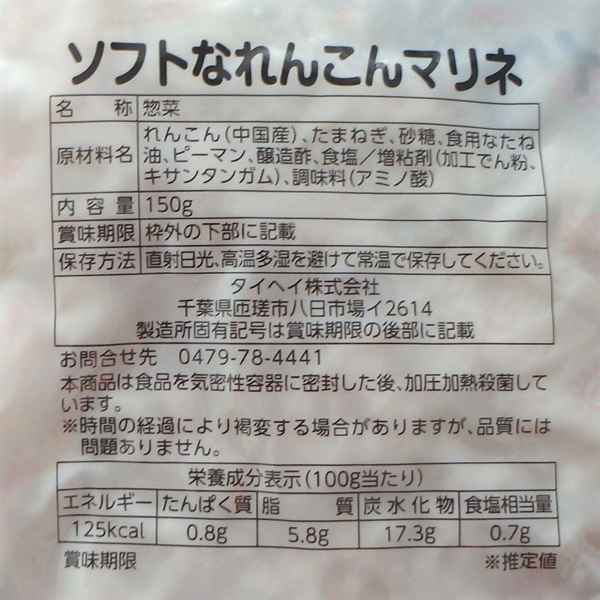 ソフトなれんこんマリネ
名称 惣菜
原材料名 れんこん(中国産)、たまねぎ、砂糖、食用なたね
油、ピーマン、醸造酢、食塩/増粘剤(加工でん粉、
キサンタンガム)、調味料(アミノ酸)
内容量 150g
賞味期限 枠外の下部に記載
保存方法 直射日光、高温多湿を避けて常温で保存してください。
タイヘイ株式会社
千葉県匝瑳市八日市場イ2614
製造所固有記号は賞味期限の後部に記載
お問合せ先 0479-78-4441
本商品は食品を気密性容器に密封した後、加圧加熱殺菌して
います。
※時間の経過により褐変する場合がありますが、品質には
問題ありません。
栄養成分表示(100g当たり)
エネルギー たんぱく質 脂質 炭水化物 食塩相当量
125kcal 0.8g 5.8g 17.3g 0.7g
賞味期限 ※推定値